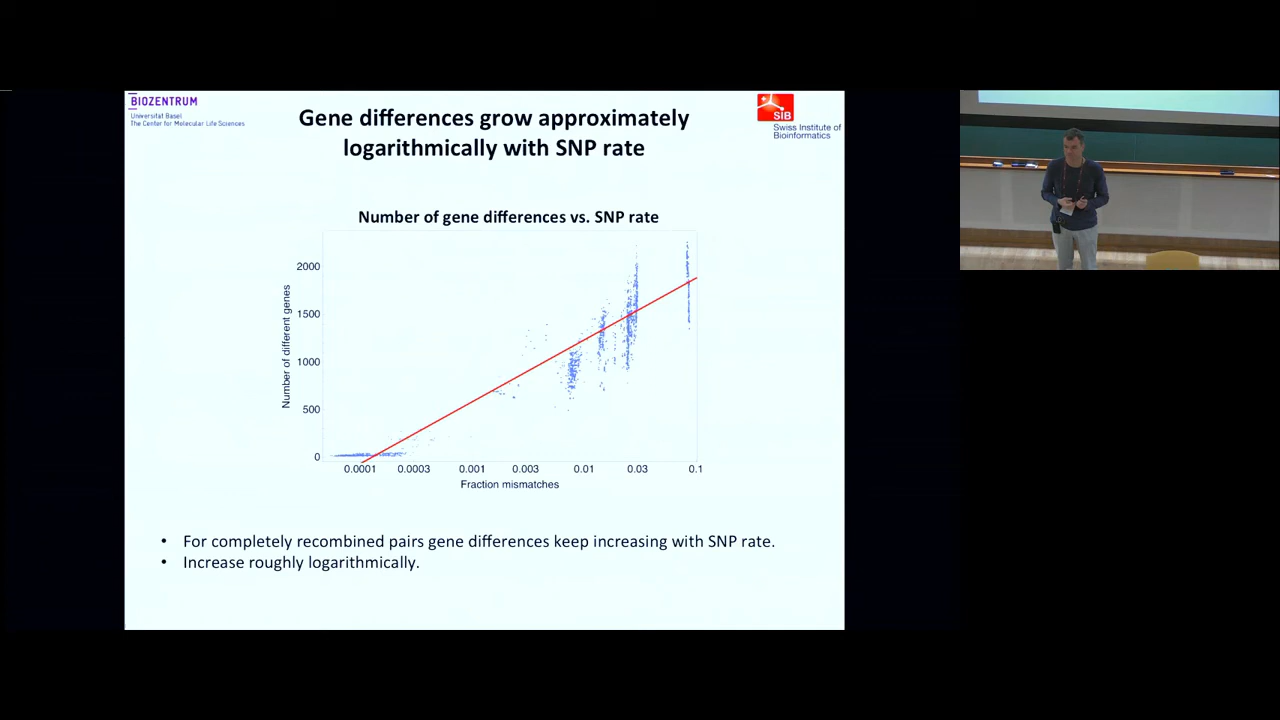 BIOZENTRUM
Universität Basel
The Center for Molecular Life Sciences
Gene differences grow approximately
logarithmically with SNP rate
SIB
Swiss Institute of
Bioinformatics
Number of gene differences vs. SNP rate
Number of different genes
2000
1500
1000
500
0
0.0001 0.0003 0.001 0.003 0.01 0.03 0.1
Fraction mismatches
• For completely recombined pairs gene differences keep increasing with SNP rate.
• Increase roughly logarithmically.